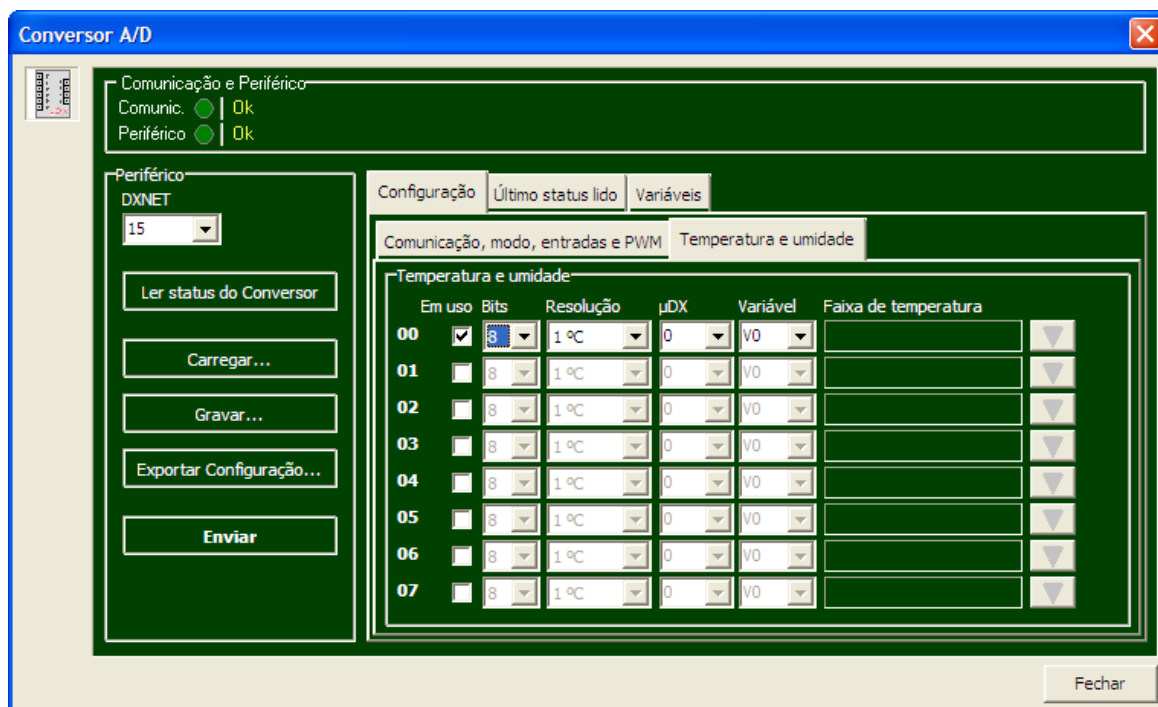 Conversor A/D
Comunicação e Periférico
Comunic. Ok
Periférico Ok
Periférico
DXNET
15
Ler status do Conversor
Carregar...
Gravar...
Exportar Configuração...
Enviar
Configuração Último status lido Variáveis
Comunicação, modo, entradas e PWM Temperatura e umidade
Temperatura e umidade
Em uso Bits Resolução µDX Variável Faixa de temperatura
00 8 1 ºC 0 V0
01 8 1 ºC 0 V0
02 8 1 ºC 0 V0
03 8 1 ºC 0 V0
04 8 1 ºC 0 V0
05 8 1 ºC 0 V0
06 8 1 ºC 0 V0
07 8 1 ºC 0 V0
Fechar